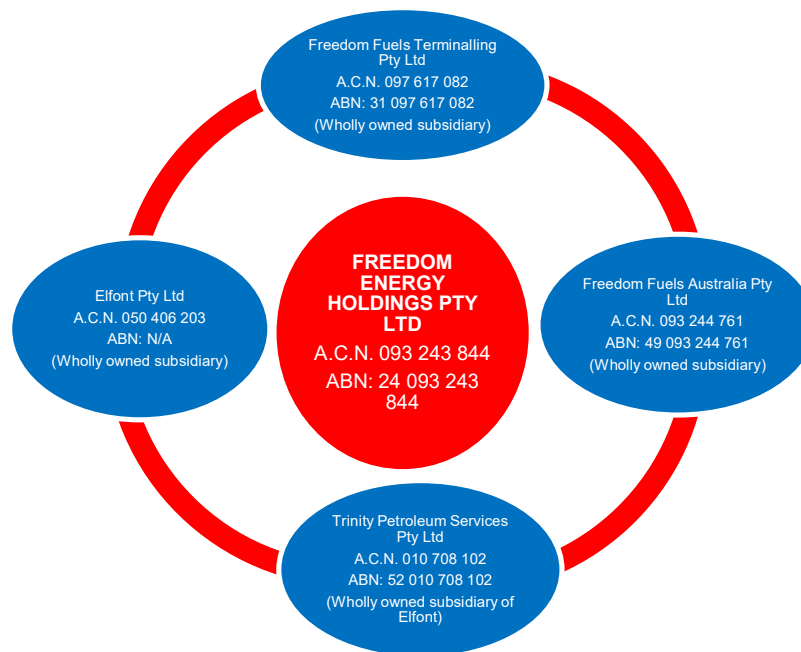 Freedom Fuels Terminalling
Pty Ltd
A.C.N. 097 617 082
ABN: 31 097 617 082
(Wholly owned subsidiary)
Elfont Pty Ltd
A.C.N. 050 406 203
ABN: N/A
(Wholly owned subsidiary)
FREEDOM
ENERGY
HOLDINGS PTY
LTD
A.C.N. 093 243 844
ABN: 24 093 243
844
Freedom Fuels Australia Pty
Ltd
A.C.N. 093 244 761
ABN: 49 093 244 761
(Wholly owned subsidiary)
Trinity Petroleum Services
Pty Ltd
A.C.N. 010 708 102
ABN: 52 010 708 102
(Wholly owned subsidiary of
Elfont)